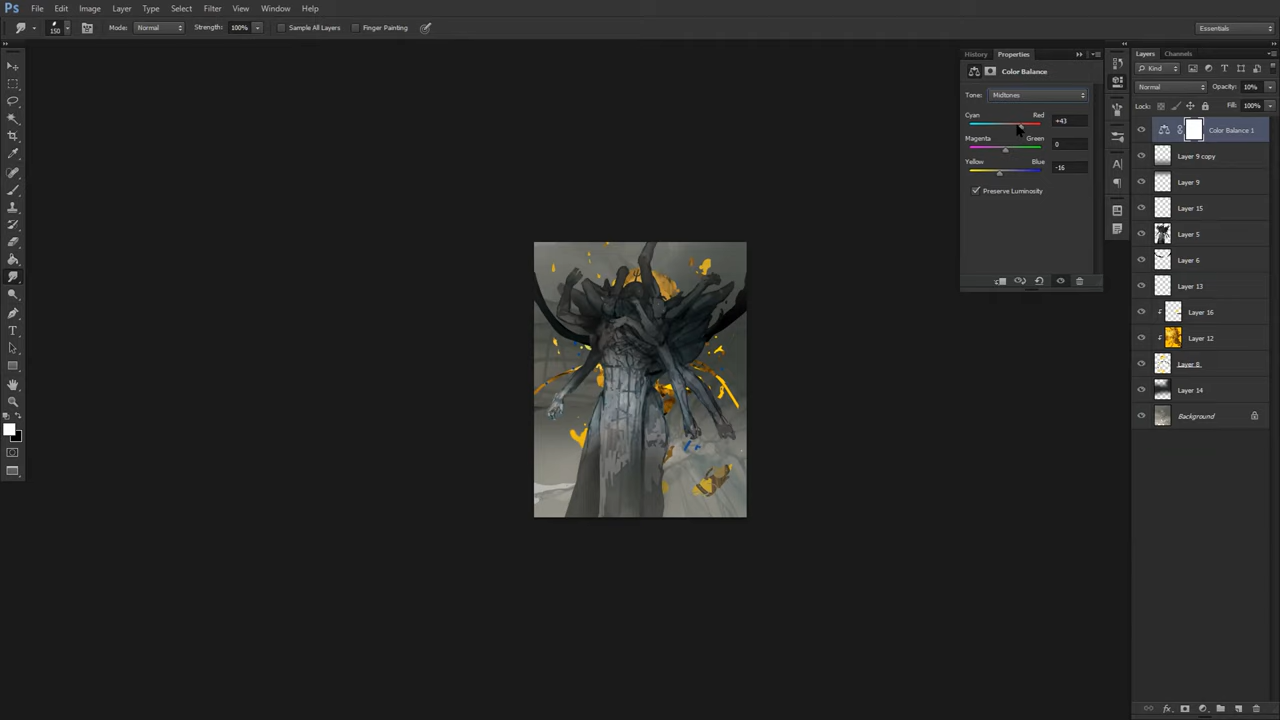 Ps File Edit Image Layer Type Select Filter View Window Help
150 Mode: Normal Strength: 100% Sample All Layers Finger Painting Essentials
History Properties
Color Balance
Tone: Midtones
Cyan Red +43
Magenta Green 0
Yellow Blue -16
Preserve Luminosity
Layers Channels
Kind
Normal Opacity: 10%
Lock: Fill: 100%
Color Balance 1
Layer 9 copy
Layer 9
Layer 15
Layer 5
Layer 6
Layer 13
Layer 16
Layer 12
Layer 8
Layer 14
Background